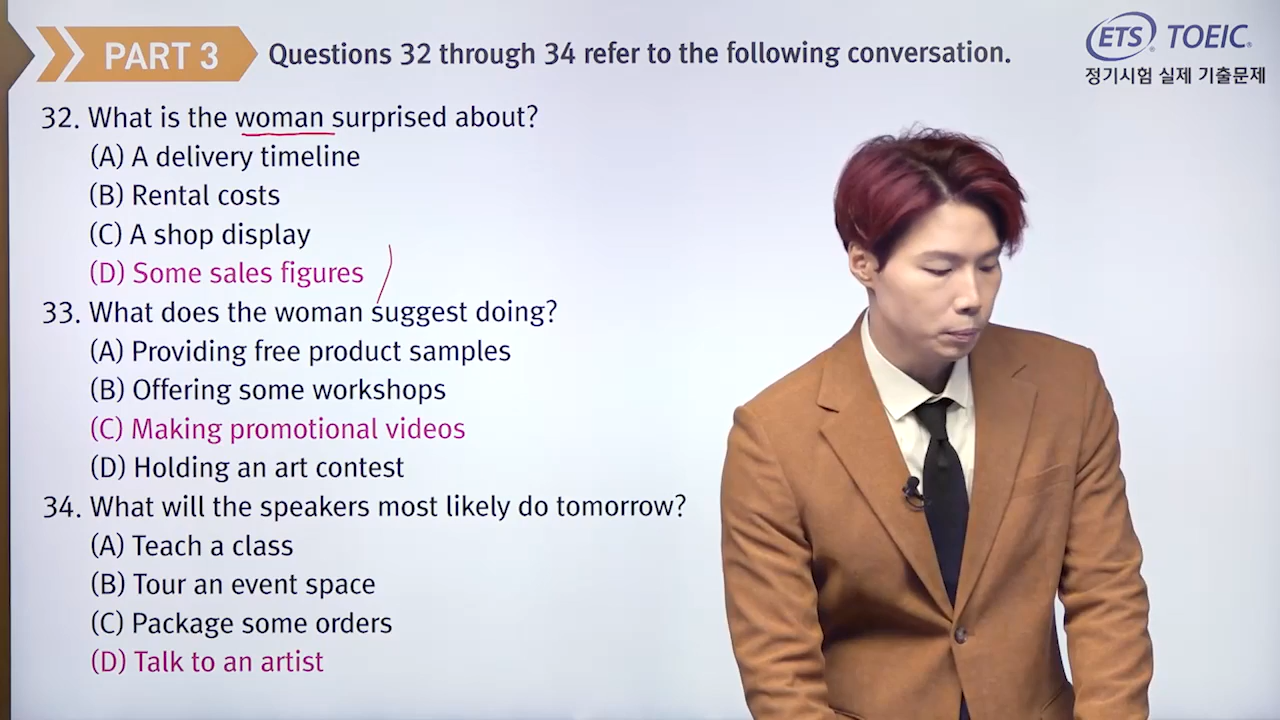 PART 3
Questions 32 through 34 refer to the following conversation.
ETS TOEIC
정기시험 실제 기출문제
32. What is the woman surprised about?
(A) A delivery timeline
(B) Rental costs
(C) A shop display
(D) Some sales figures
33. What does the woman suggest doing?
(A) Providing free product samples
(B) Offering some workshops
(C) Making promotional videos
(D) Holding an art contest
34. What will the speakers most likely do tomorrow?
(A) Teach a class
(B) Tour an event space
(C) Package some orders
(D) Talk to an artist